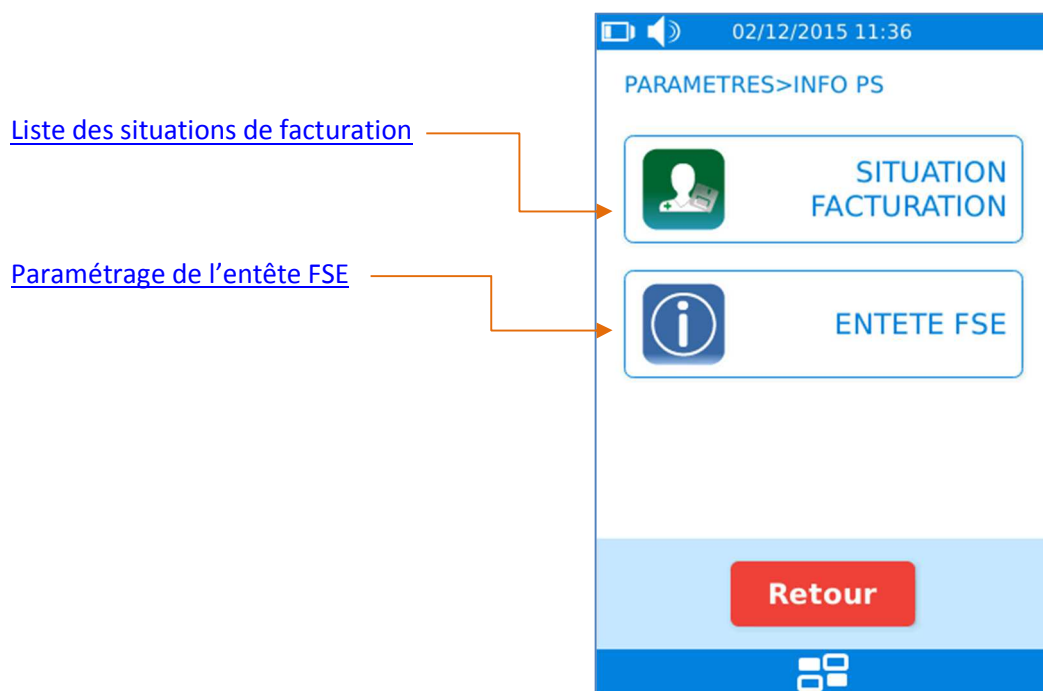 02/12/2015 11:36
PARAMETRES>INFO PS
Liste des situations de facturation
SITUATION
FACTURATION
Paramétrage de l’entête FSE
ENTETE FSE
Retour